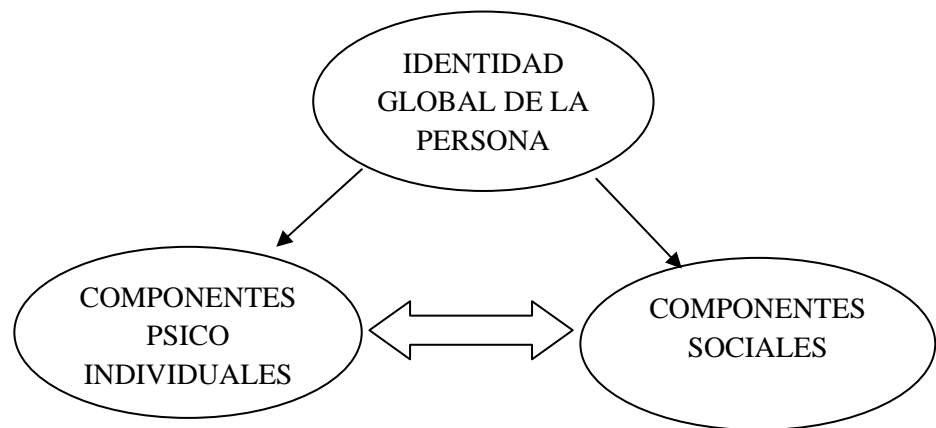 IDENTIDAD
GLOBAL DE LA
PERSONA
COMPONENTES
PSICO
INDIVIDUALES
COMPONENTES
SOCIALES